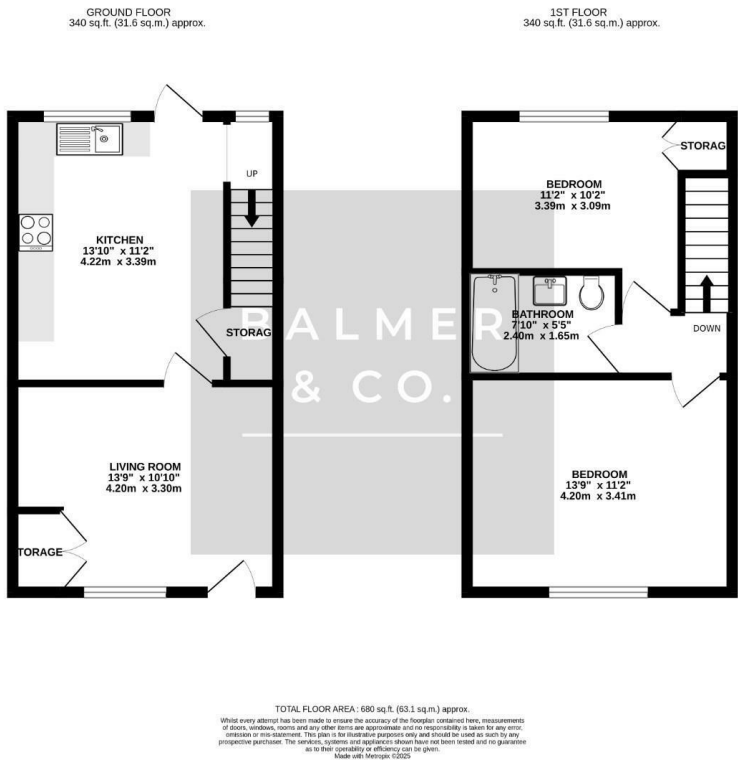 GROUND FLOOR
340 sq.ft. (31.6 sq.m.) approx.
1ST FLOOR
340 sq.ft. (31.6 sq.m.) approx.
UP
KITCHEN
13'10" x 11'2"
4.22m x 3.39m
STORAG
LIVING ROOM
13'9" x 10'10"
4.20m x 3.30m
TORAGE
STORAG
BEDROOM
11'2" x 10'2"
3.39m x 3.09m
BATHROOM
7'10" x 5'5"
2.40m x 1.65m
DOWN
BEDROOM
13'9" x 11'2"
4.20m x 3.41m
BALMER
& CO.
TOTAL FLOOR AREA : 680 sq.ft. (63.1 sq.m.) approx.
Whilst every attempt has been made to ensure the accuracy of the floorplan contained here, measurements
of doors, windows, rooms and any other items are approximate and no responsibility is taken for any error,
omission or mis-statement. This plan is for illustrative purposes only and should be used as such by any
prospective purchaser. The services, systems and appliances shown have not been tested and no guarantee
as to their operability or efficiency can be given.
Made with Metropix ©2025